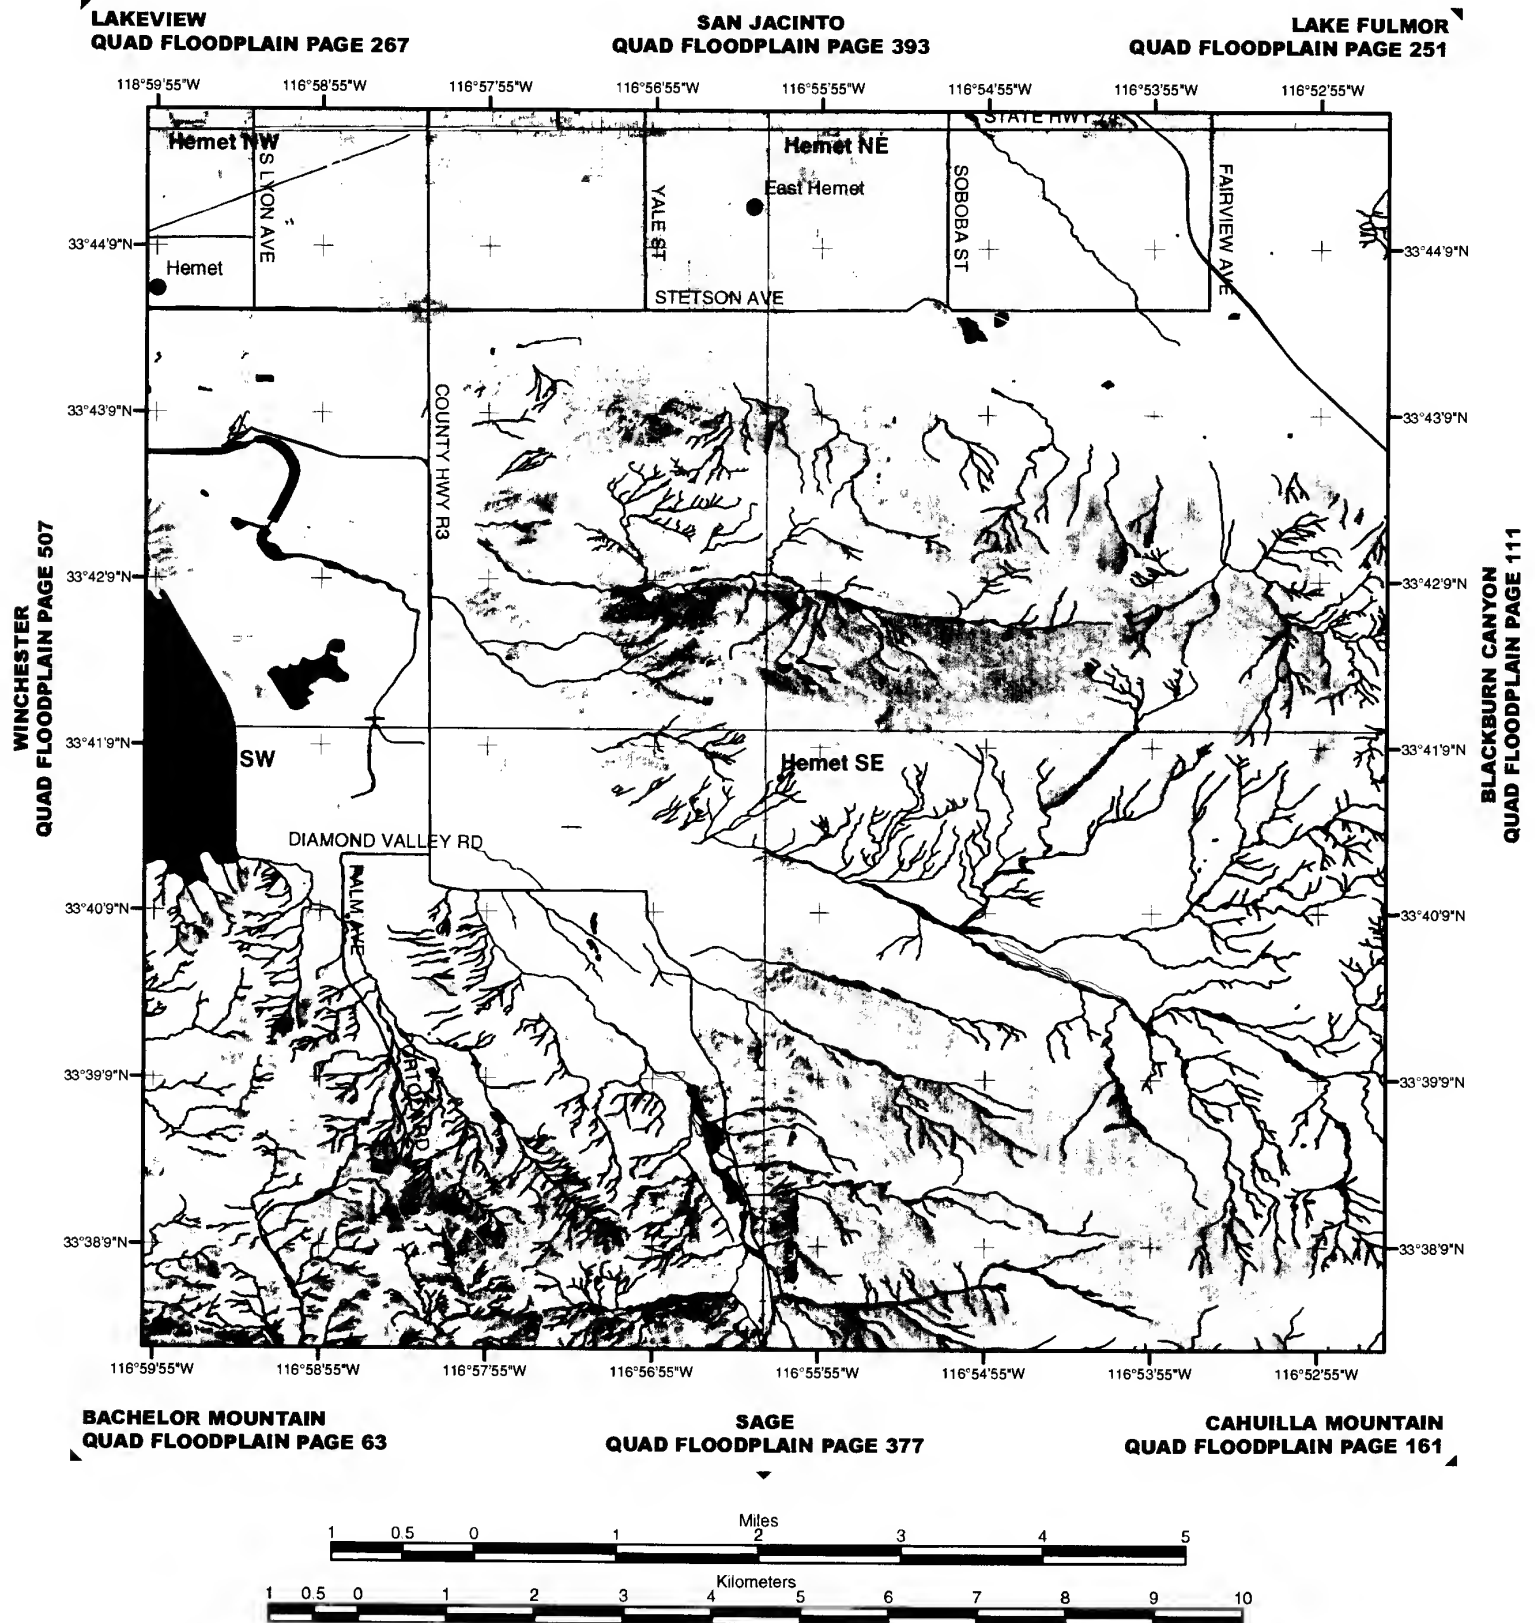 LAKEVIEW
QUAD FLOODPLAIN PAGE 267
SAN JACINTO
QUAD FLOODPLAIN PAGE 393
LAKE FULMOR
QUAD FLOODPLAIN PAGE 251
118°59'55"W 116°58'55"W 116°57'55"W 116°56'55"W 116°55'55"W 116°54'55"W 116°53'55"W 116°52'55"W
STATE HWY 74
Hemet NW
Hemet NE
S LYON AVE
YALE ST
East Hemet
SOBOBA ST
FAIRVIEW AVE
33°44'9"N
33°44'9"N
Hemet
STETSON AVE
COUNTY HWY R3
33°43'9"N
33°43'9"N
33°42'9"N
33°42'9"N
WINCHESTER
QUAD FLOODPLAIN PAGE 507
BLACKBURN CANYON
QUAD FLOODPLAIN PAGE 111
33°41'9"N
33°41'9"N
SW
Hemet SE
DIAMOND VALLEY RD
PALM AVE
33°40'9"N
33°40'9"N
33°39'9"N
33°39'9"N
33°38'9"N
33°38'9"N
116°59'55"W 116°58'55"W 116°57'55"W 116°56'55"W 116°55'55"W 116°54'55"W 116°53'55"W 116°52'55"W
BACHELOR MOUNTAIN
QUAD FLOODPLAIN PAGE 63
SAGE
QUAD FLOODPLAIN PAGE 377
CAHUILLA MOUNTAIN
QUAD FLOODPLAIN PAGE 161
Miles
1 0.5 0 1 2 3 4 5
Kilometers
1 0.5 0 1 2 3 4 5 6 7 8 9 10